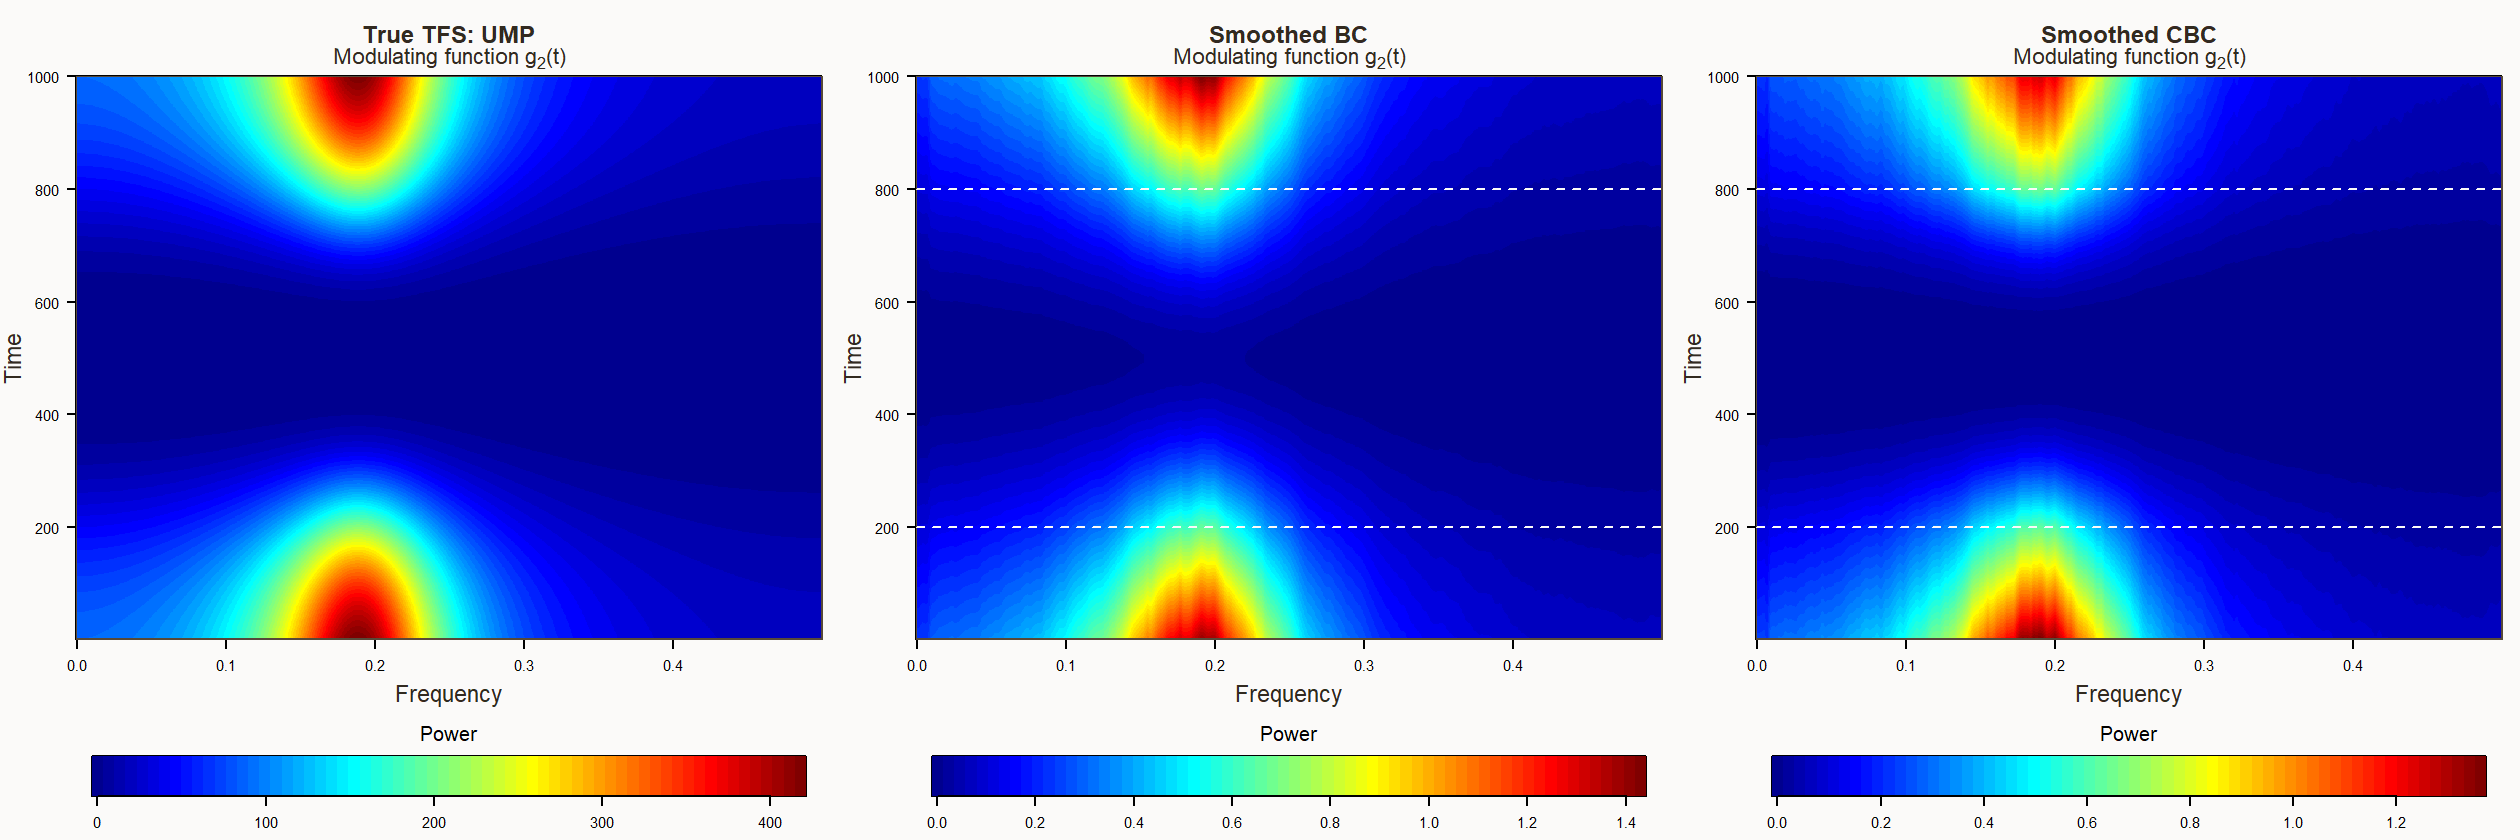 True TFS: UMP
Modulating function g₂(t)
1000
800
600
400
200
Time
0.0 0.1 0.2 0.3 0.4
Frequency
Power
0 100 200 300 400
Smoothed BC
Modulating function g₂(t)
1000
800
600
400
200
Time
0.0 0.1 0.2 0.3 0.4
Frequency
Power
0.0 0.2 0.4 0.6 0.8 1.0 1.2 1.4
Smoothed CBC
Modulating function g₂(t)
1000
800
600
400
200
Time
0.0 0.1 0.2 0.3 0.4
Frequency
Power
0.0 0.2 0.4 0.6 0.8 1.0 1.2